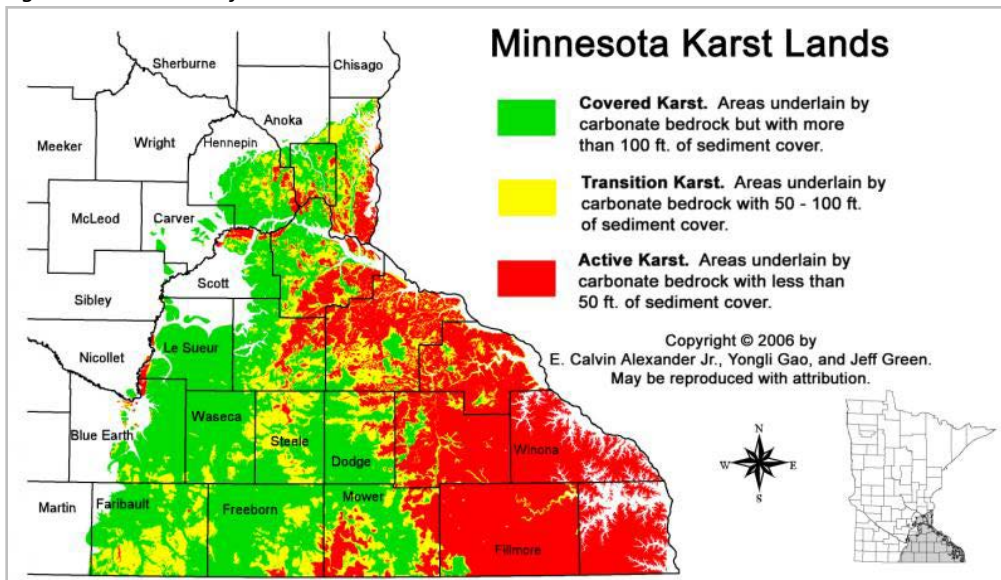 Minnesota Karst Lands
Covered Karst. Areas underlain by
carbonate bedrock but with more
than 100 ft. of sediment cover.
Transition Karst. Areas underlain by
carbonate bedrock with 50 - 100 ft.
of sediment cover.
Active Karst. Areas underlain by
carbonate bedrock with less than
50 ft. of sediment cover.
Copyright © 2006 by
E. Calvin Alexander Jr., Yongli Gao, and Jeff Green.
May be reproduced with attribution.
N
W E
S
Sherburne
Chisago
Anoka
Hennepin
Wright
Meeker
McLeod
Carver
Scott
Sibley
Nicollet
Le Sueur
Waseca
Blue Earth
Steele
Dodge
Winona
Martin
Faribault
Freeborn
Mower
Fillmore